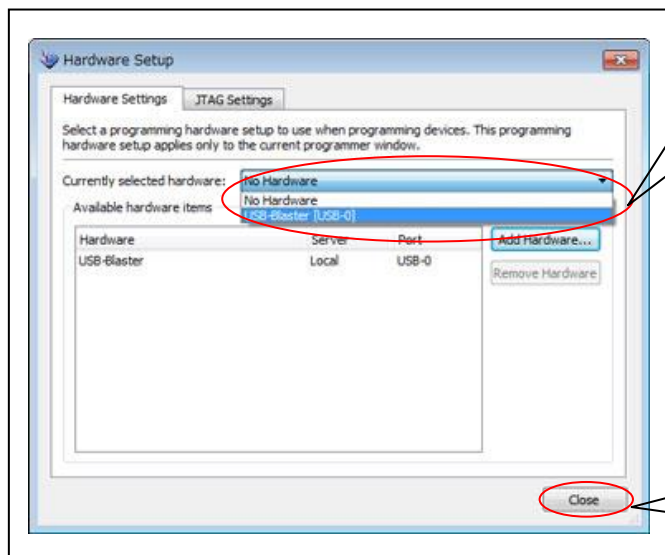 Hardware Setup
Hardware Settings
JTAG Settings
Select a programming hardware setup to use when programming devices. This programming
hardware setup applies only to the current programmer window.
Currently selected hardware: No Hardware
No Hardware
USB-Blaster [USB-0]
Available hardware items
Hardware Server Port
USB-Blaster Local USB-0
Add Hardware...
Remove Hardware
Close